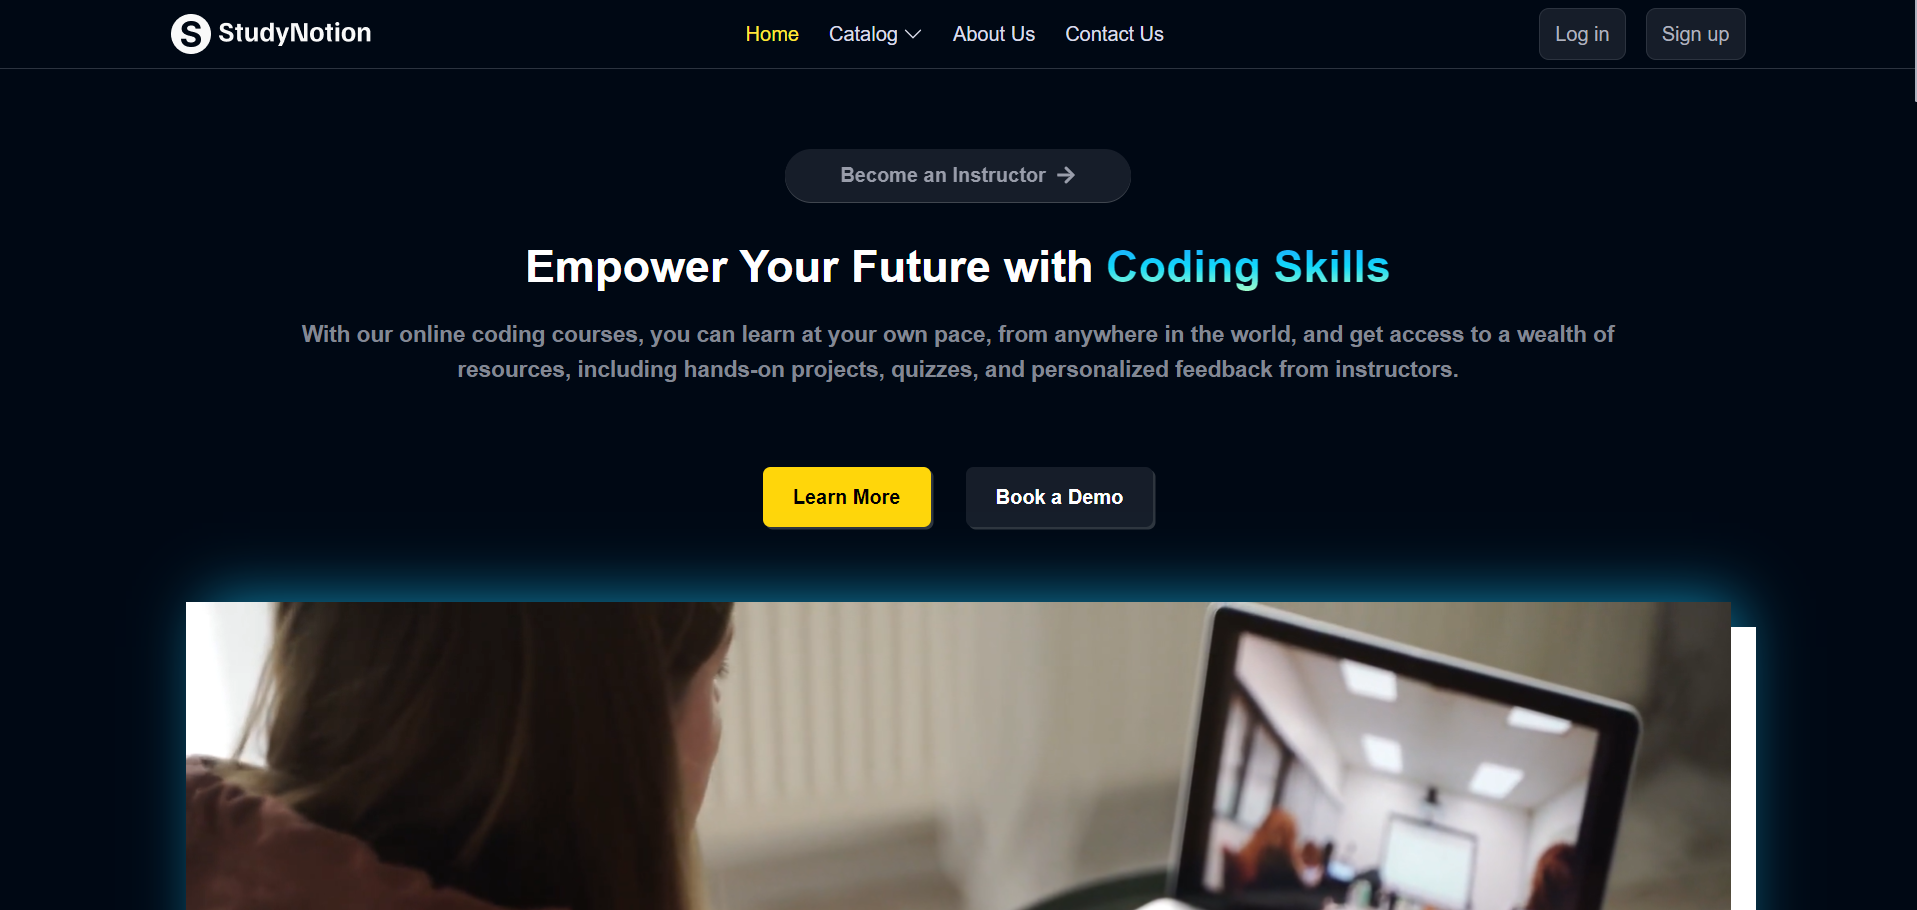 StudyNotion
Home
Catalog
About Us
Contact Us
Log in
Sign up
Become an Instructor
Empower Your Future with Coding Skills
With our online coding courses, you can learn at your own pace, from anywhere in the world, and get access to a wealth of
resources, including hands-on projects, quizzes, and personalized feedback from instructors.
Learn More
Book a Demo